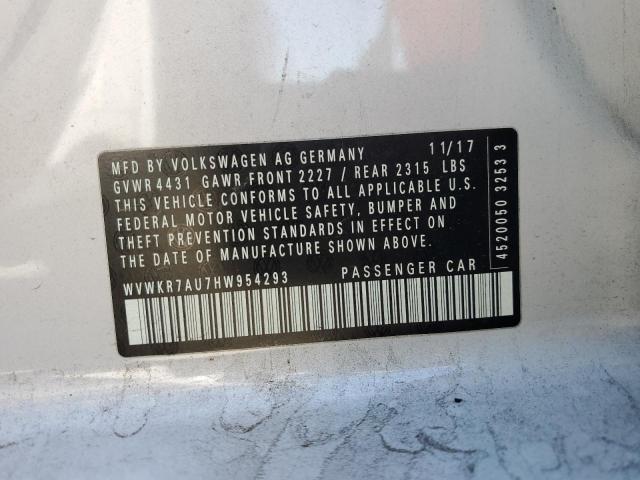 MFD BY VOLKSWAGEN AG GERMANY 11/17
GVWR 4431 GAWR FRONT 2227 / REAR 2315 LBS
THIS VEHICLE CONFORMS TO ALL APPLICABLE U.S.
FEDERAL MOTOR VEHICLE SAFETY, BUMPER AND
THEFT PREVENTION STANDARDS IN EFFECT ON
THE DATE OF MANUFACTURE SHOWN ABOVE.
WVWKR7AU7HW954293 PASSENGER CAR
4520050 3253 3